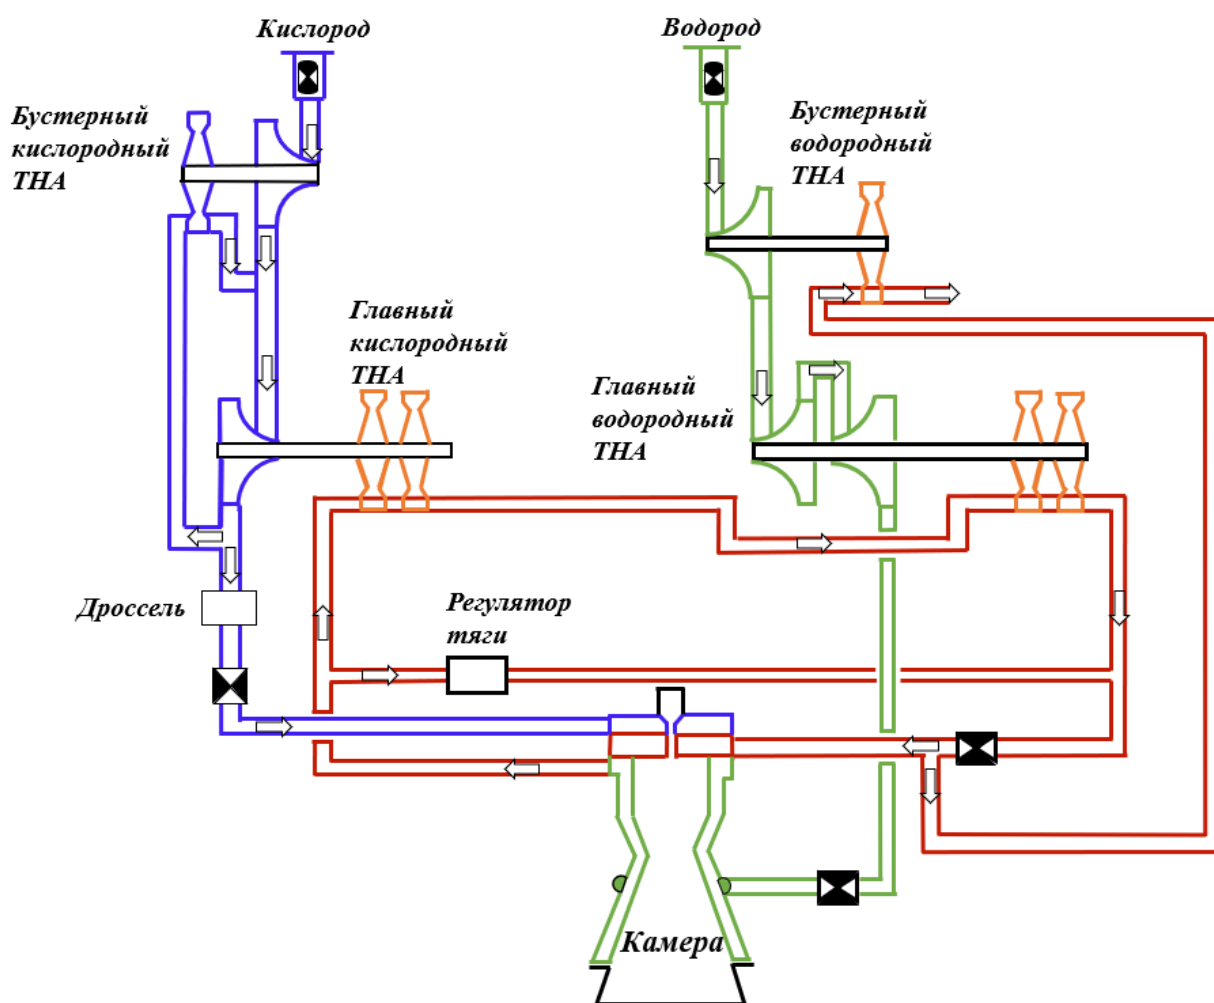 Кислород
Водород
Бустерный
кислородный
ТНА
Бустерный
водородный
ТНА
Главный
кислородный
ТНА
Главный
водородный
ТНА
Дроссель
Регулятор
тяги
Камера